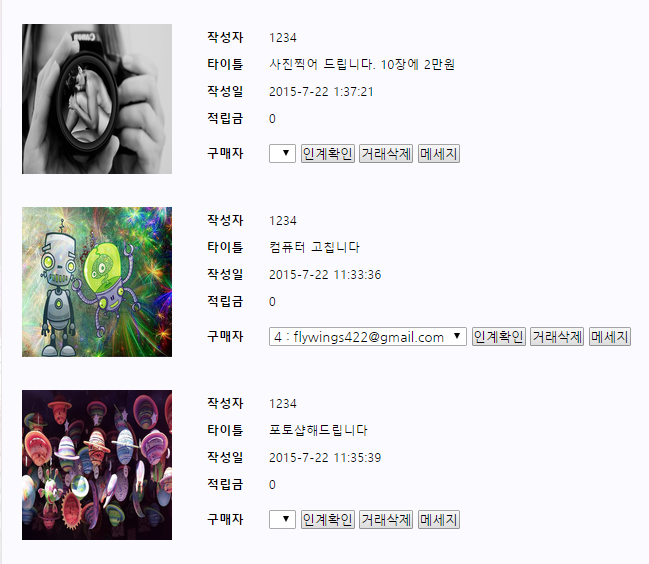 Canon
작성자 1234
타이틀 사진찍어 드립니다. 10장에 2만원
작성일 2015-7-22 1:37:21
적립금 0
구매자 인계확인 거래삭제 메세지
작성자 1234
타이틀 컴퓨터 고칩니다
작성일 2015-7-22 11:33:36
적립금 0
구매자 4 : flywings422@gmail.com 인계확인 거래삭제 메세지
작성자 1234
타이틀 포토샵해드립니다
작성일 2015-7-22 11:35:39
적립금 0
구매자 인계확인 거래삭제 메세지